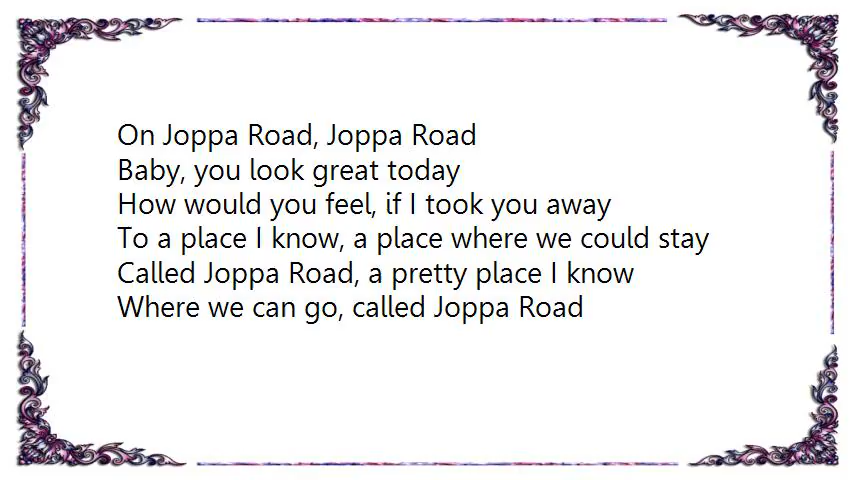 On Joppa Road, Joppa Road
Baby, you look great today
How would you feel, if I took you away
To a place I know, a place where we could stay
Called Joppa Road, a pretty place I know
Where we can go, called Joppa Road